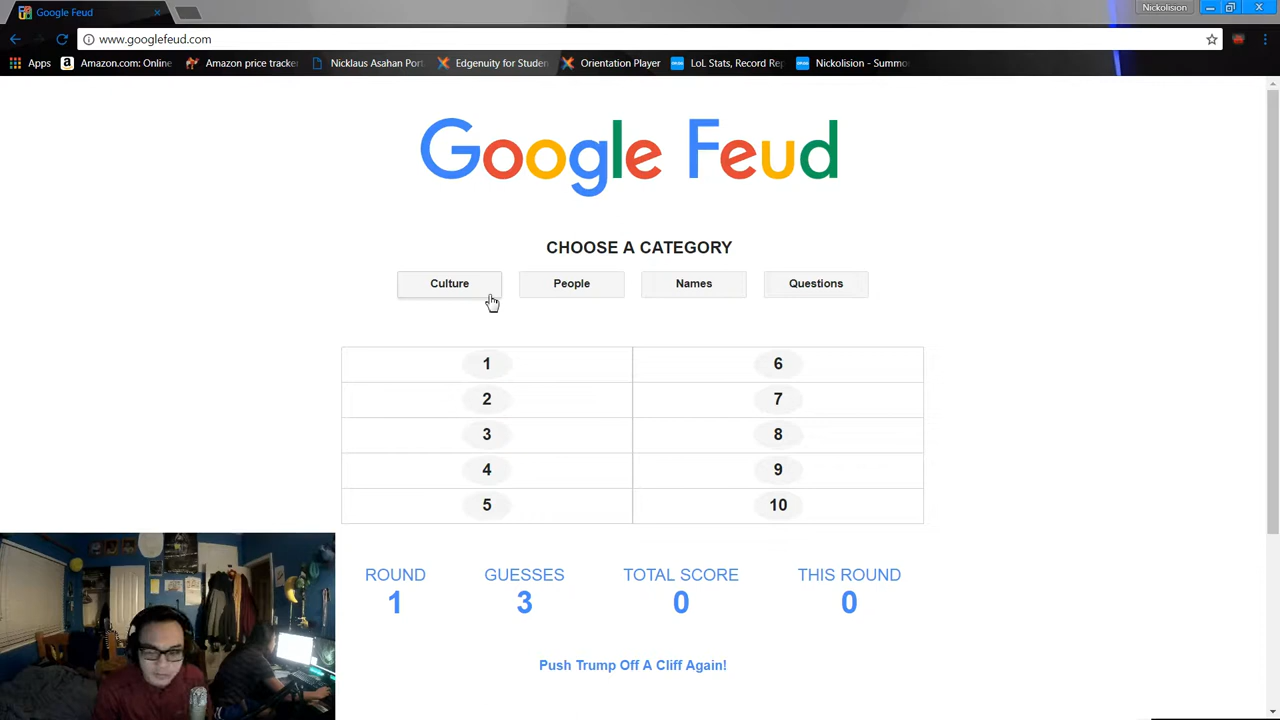 Google Feud
Nickolision
www.googlefeud.com
Apps Amazon.com: Online Amazon price tracke Nicklaus Asahan Port Edgenuity for Studen Orientation Player LoL Stats, Record Rep Nickolision - Summo
Google Feud
CHOOSE A CATEGORY
Culture People Names Questions
1 6
2 7
3 8
4 9
5 10
ROUND GUESSES TOTAL SCORE THIS ROUND
1 3 0 0
Push Trump Off A Cliff Again!